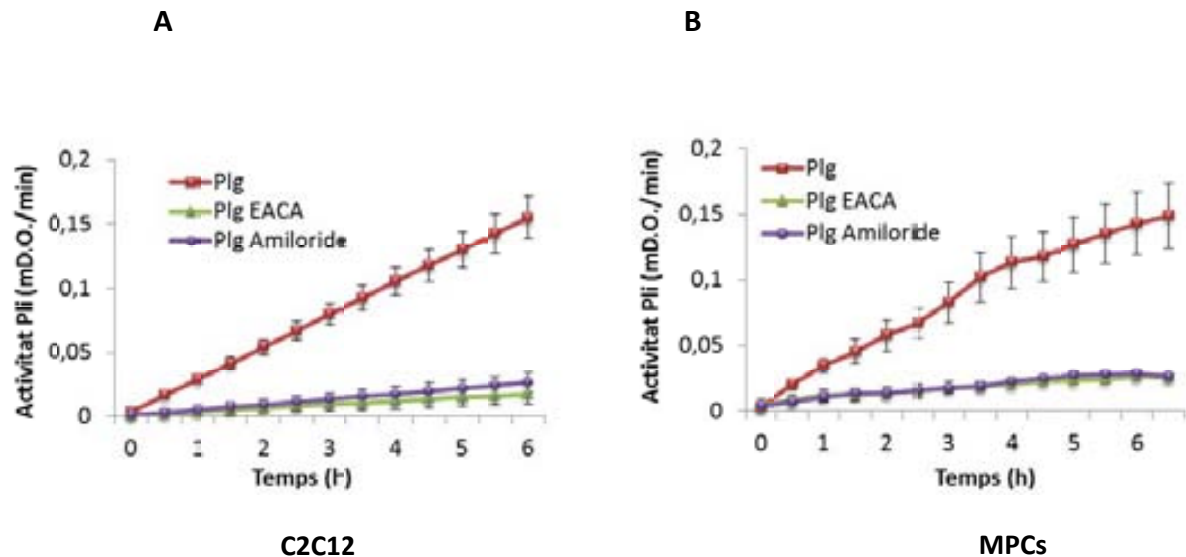 A
B
Activitat Pli (mD.O./min)
0,2
0,15
0,1
0,05
0
Plg
Plg EACA
Plg Amiloride
0 1 2 3 4 5 6
Temps (h)
C2C12
Activitat Pli (mD.O./min)
0,2
0,15
0,1
0,05
0
Plg
Plg EACA
Plg Amiloride
0 1 2 3 4 5 6
Temps (h)
MPCs